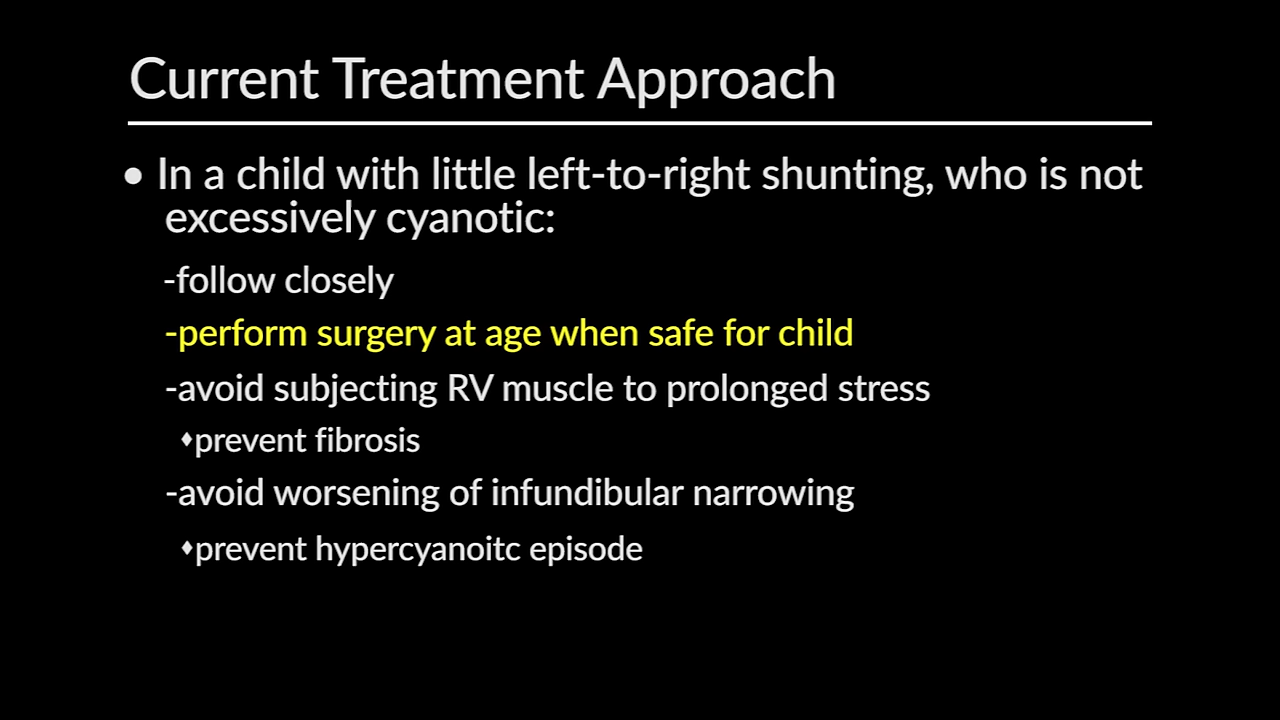 Current Treatment Approach
• In a child with little left-to-right shunting, who is not
excessively cyanotic:
-follow closely
-perform surgery at age when safe for child
-avoid subjecting RV muscle to prolonged stress
♦prevent fibrosis
-avoid worsening of infundibular narrowing
♦prevent hypercyanoitc episode